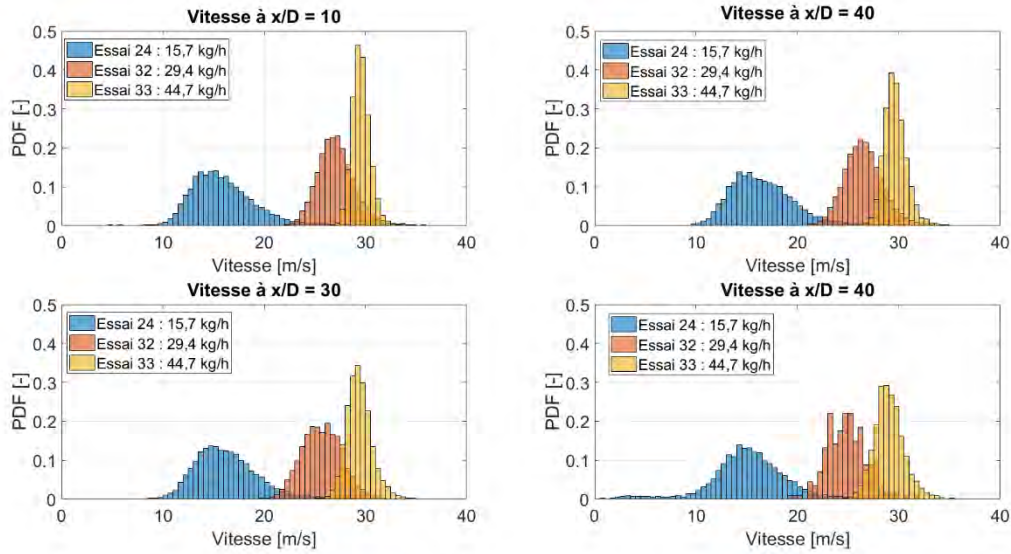 Vitesse à x/D = 10
PDF [-]
0.5
0.4
0.3
0.2
0.1
0
Essai 24 : 15,7 kg/h
Essai 32 : 29,4 kg/h
Essai 33 : 44,7 kg/h
0 10 20 30 40
Vitesse [m/s]
Vitesse à x/D = 40
PDF [-]
0.5
0.4
0.3
0.2
0.1
0
Essai 24 : 15,7 kg/h
Essai 32 : 29,4 kg/h
Essai 33 : 44,7 kg/h
0 10 20 30 40
Vitesse [m/s]
Vitesse à x/D = 30
PDF [-]
0.5
0.4
0.3
0.2
0.1
0
Essai 24 : 15,7 kg/h
Essai 32 : 29,4 kg/h
Essai 33 : 44,7 kg/h
0 10 20 30 40
Vitesse [m/s]
Vitesse à x/D = 40
PDF [-]
0.5
0.4
0.3
0.2
0.1
0
Essai 24 : 15,7 kg/h
Essai 32 : 29,4 kg/h
Essai 33 : 44,7 kg/h
0 10 20 30 40
Vitesse [m/s]